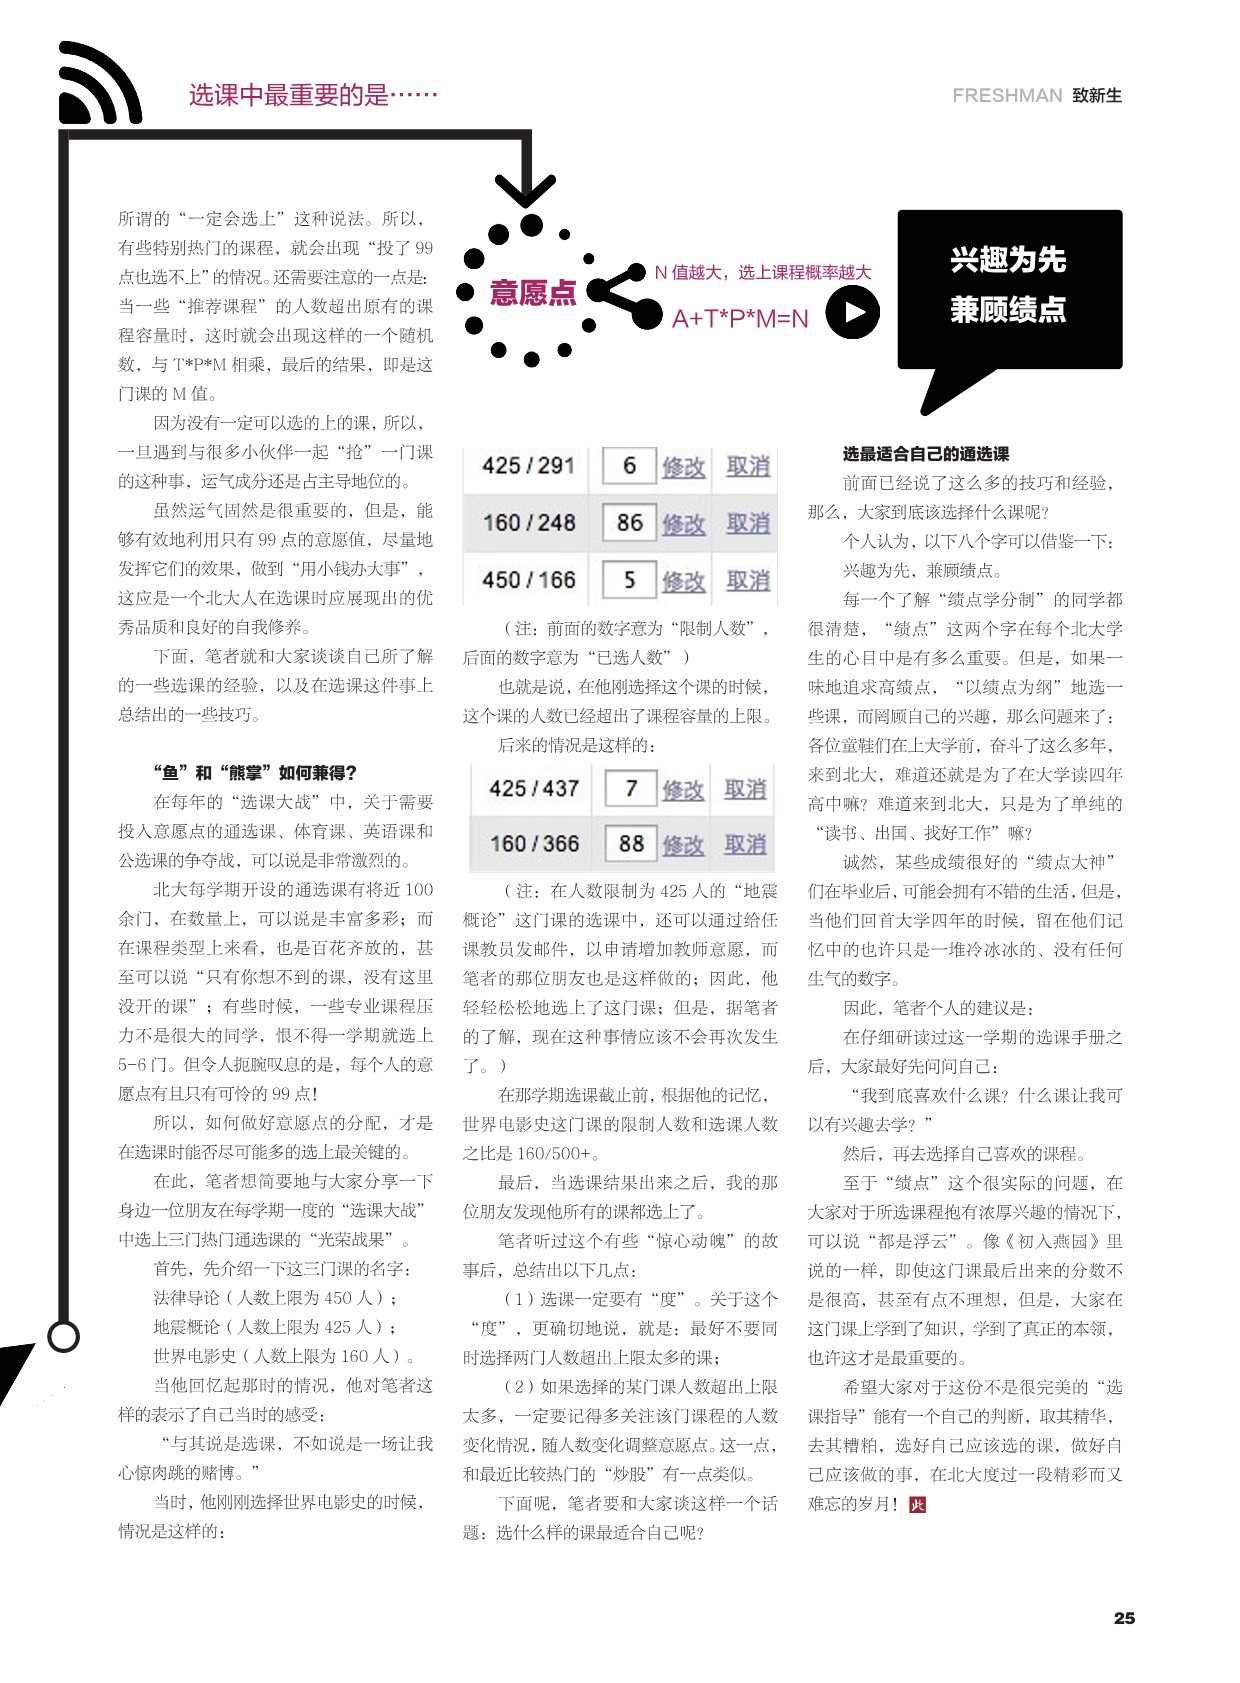 选课中最重要的是……
FRESHMAN 致新生
意愿点
N 值越大，选上课程概率越大
A+T*P*M=N
兴趣为先
兼顾绩点
所谓的“一定会选上”这种说法。所以，
有些特别热门的课程，就会出现“投了 99
点也选不上”的情况。还需要注意的一点是：
当一些“推荐课程”的人数超出原有的课
程容量时，这时就会出现这样的一个随机
数，与 T*P*M 相乘，最后的结果，即是这
门课的 M 值。
因为没有一定可以选的上的课，所以，
一旦遇到与很多小伙伴一起“抢”一门课
的这种事，运气成分还是占主导地位的。
虽然运气固然是很重要的，但是，能
够有效地利用只有 99 点的意愿值，尽量地
发挥它们的效果，做到“用小钱办大事”，
这应是一个北大人在选课时应展现出的优
秀品质和良好的自我修养。
下面，笔者就和大家谈谈自己所了解
的一些选课的经验，以及在选课这件事上
总结出的一些技巧。
“鱼”和“熊掌”如何兼得？
在每年的“选课大战”中，关于需要
投入意愿点的通选课、体育课、英语课和
公选课的争夺战，可以说是非常激烈的。
北大每学期开设的通选课有将近 100
余门，在数量上，可以说是丰富多彩；而
在课程类型上来看，也是百花齐放的，甚
至可以说“只有你想不到的课，没有这里
没开的课”；有些时候，一些专业课程压
力不是很大的同学，恨不得一学期就选上
5-6 门。但令人扼腕叹息的是，每个人的意
愿点有且只有可怜的 99 点！
所以，如何做好意愿点的分配，才是
在选课时能否尽可能多的选上最关键的。
在此，笔者想简要地与大家分享一下
身边一位朋友在每学期一度的“选课大战”
中选上三门热门通选课的“光荣战果”。
首先，先介绍一下这三门课的名字：
法律导论（人数上限为 450 人）；
地震概论（人数上限为 425 人）；
世界电影史（人数上限为 160 人）。
当他回忆起那时的情况，他对笔者这
样的表示了自己当时的感受：
“与其说是选课，不如说是一场让我
心惊肉跳的赌博。”
当时，他刚刚选择世界电影史的时候，
情况是这样的：
425 / 291 6 修改 取消
160 / 248 86 修改 取消
450 / 166 5 修改 取消
（注：前面的数字意为“限制人数”，
后面的数字意为“已选人数”）
也就是说，在他刚选择这个课的时候，
这个课的人数已经超出了课程容量的上限。
后来的情况是这样的：
425 / 437 7 修改 取消
160 / 366 88 修改 取消
（注：在人数限制为 425 人的“地震
概论”这门课的选课中，还可以通过给任
课教员发邮件，以申请增加教师意愿，而
笔者的那位朋友也是这样做的；因此，他
轻轻松松地选上了这门课；但是，据笔者
的了解，现在这种事情应该不会再次发生
了。）
在那学期选课截止前，根据他的记忆，
世界电影史这门课的限制人数和选课人数
之比是 160/500+。
最后，当选课结果出来之后，我的那
位朋友发现他所有的课都选上了。
笔者听过这个有些“惊心动魄”的故
事后，总结出以下几点：
（1）选课一定要有“度”。关于这个
“度”，更确切地说，就是：最好不要同
时选择两门人数超出上限太多的课；
（2）如果选择的某门课人数超出上限
太多，一定要记得多关注该门课程的人数
变化情况，随人数变化调整意愿点。这一点，
和最近比较热门的“炒股”有一点类似。
下面呢，笔者要和大家谈这样一个话
题：选什么样的课最适合自己呢？
选最适合自己的通选课
前面已经说了这么多的技巧和经验，
那么，大家到底该选择什么课呢？
个人认为，以下八个字可以借鉴一下：
兴趣为先，兼顾绩点。
每一个了解“绩点学分制”的同学都
很清楚，“绩点”这两个字在每个北大学
生的心目中是有多么重要。但是，如果一
味地追求高绩点，“以绩点为纲”地选一
些课，而罔顾自己的兴趣，那么问题来了：
各位童鞋们在上大学前，奋斗了这么多年，
来到北大，难道还就是为了在大学读四年
高中嘛？难道来到北大，只是为了单纯的
“读书、出国、找好工作”嘛？
诚然，某些成绩很好的“绩点大神”
们在毕业后，可能会拥有不错的生活，但是，
当他们回首大学四年的时候，留在他们记
忆中的也许只是一堆冷冰冰的、没有任何
生气的数字。
因此，笔者个人的建议是：
在仔细研读过这一学期的选课手册之
后，大家最好先问问自己：
“我到底喜欢什么课？什么课让我可
以有兴趣去学？”
然后，再去选择自己喜欢的课程。
至于“绩点”这个很实际的问题，在
大家对于所选课程抱有浓厚兴趣的情况下，
可以说“都是浮云”。像《初入燕园》里
说的一样，即使这门课最后出来的分数不
是很高，甚至有点不理想，但是，大家在
这门课上学到了知识，学到了真正的本领，
也许这才是最重要的。
希望大家对于这份不是很完美的“选
课指导”能有一个自己的判断，取其精华，
去其糟粕，选好自己应该选的课，做好自
己应该做的事，在北大度过一段精彩而又
难忘的岁月！此
25